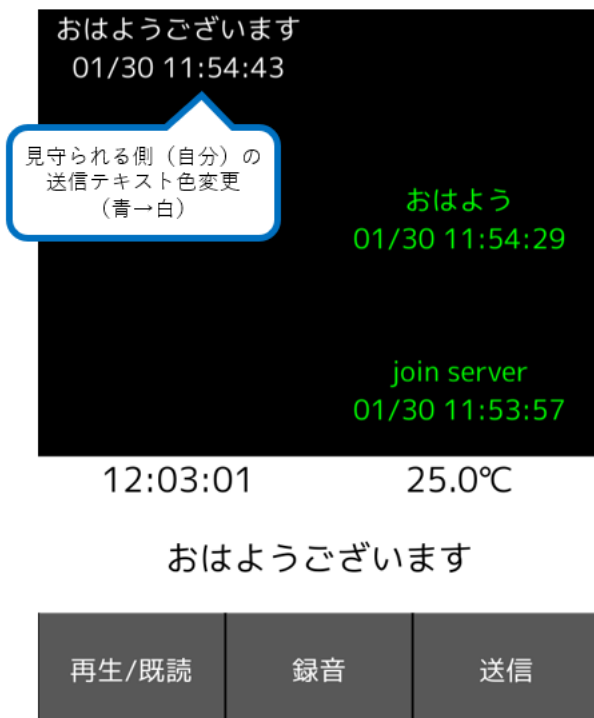 おはようございます
01/30 11:54:43
見守られる側（自分）の
送信テキスト色変更
（青→白）
おはよう
01/30 11:54:29
join server
01/30 11:53:57
12:03:01 25.0℃
おはようございます
再生/既読 録音 送信